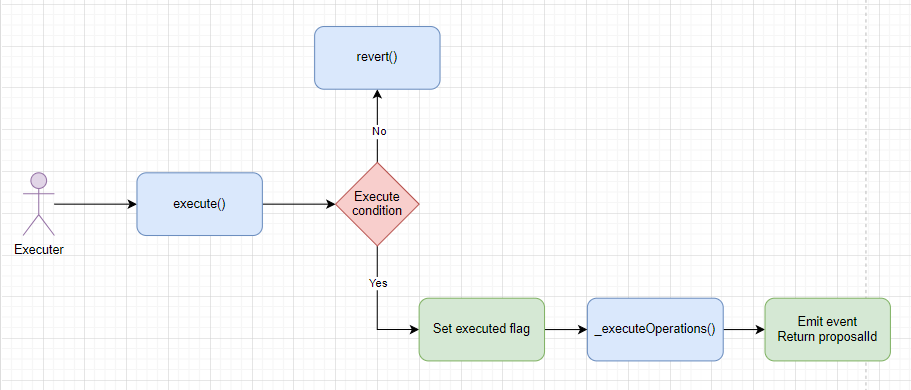 revert()
No
Executer
execute()
Execute
condition
Yes
Set executed flag
_executeOperations()
Emit event
Return proposalId